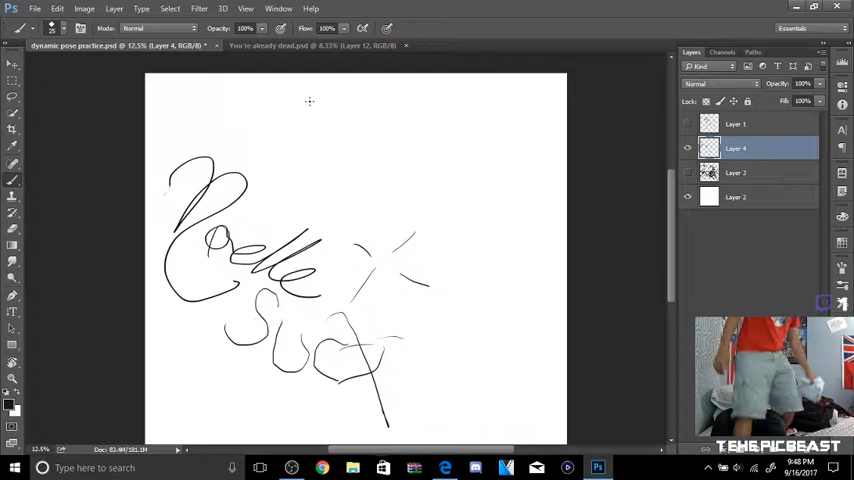 Ps File Edit Image Layer Type Select Filter 3D View Window Help
25 Mode: Normal Opacity: 100% Flow: 100% Essentials
dynamic pose practice.psd @ 12.5% (Layer 4, RGB/8) * × You're already dead.psd @ 8.33% (Layer 12, RGB/8) ×
Layers Channels Paths
Kind
Normal Opacity: 100%
Lock: Fill: 100%
Layer 1
Layer 4
Layer 3
Layer 2
12.5% Doc: 83.4M/181.1M
TEHEPICBEAST
Type here to search
9:48 PM
9/16/2017